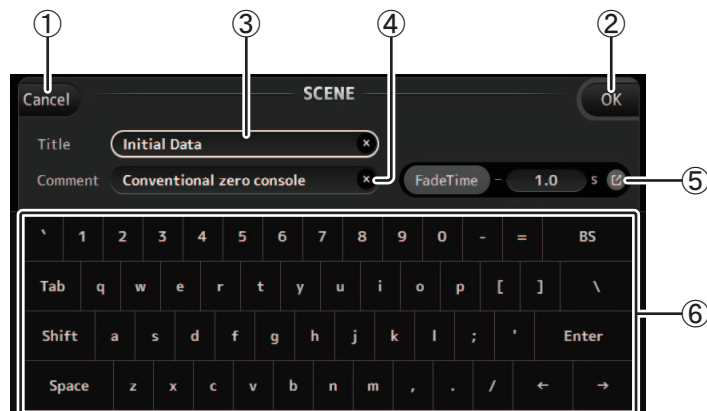 ① ③ ④ ②
Cancel SCENE OK
Title Initial Data ×
Comment Conventional zero console × FadeTime - 1.0 s ⑤
` 1 2 3 4 5 6 7 8 9 0 - = BS
Tab q w e r t y u i o p [ ] \
⑥
Shift a s d f g h j k l ; ' Enter
Space z x c v b n m , . / ← →